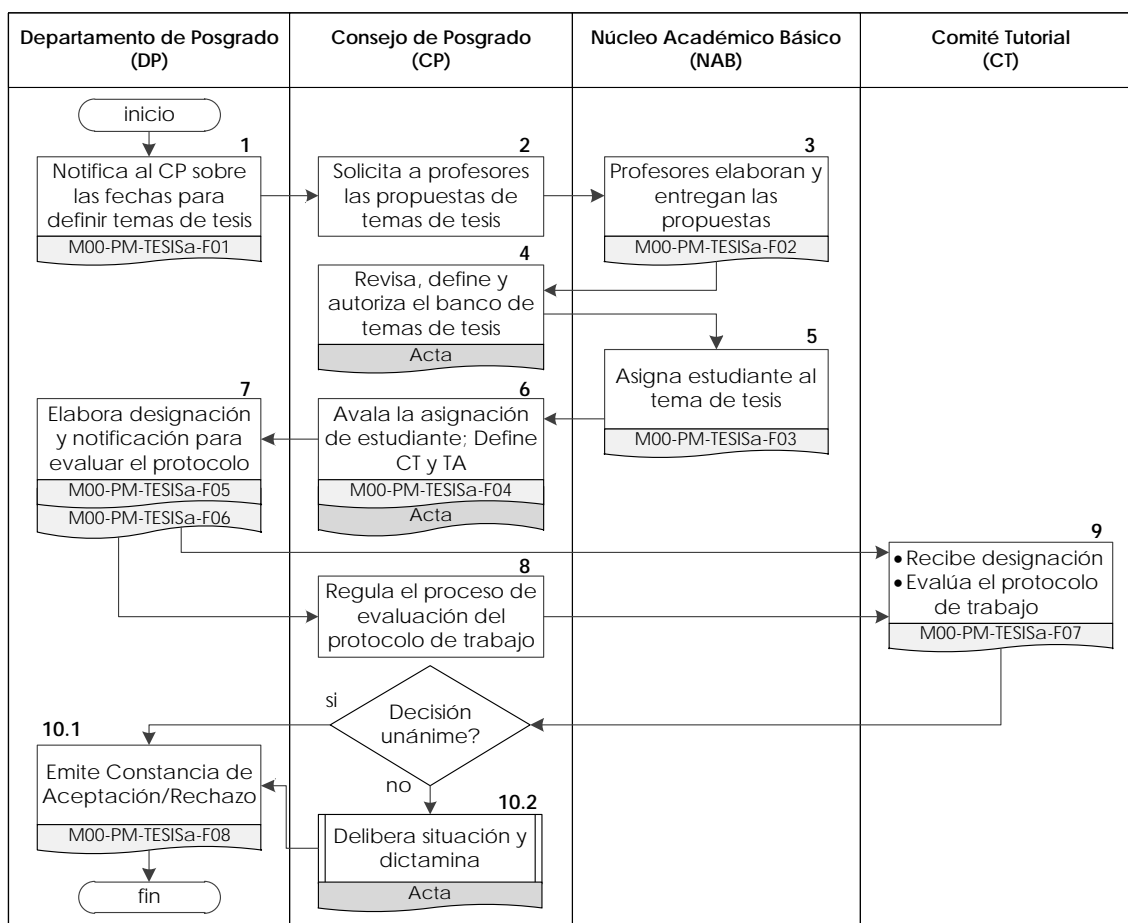 Departamento de Posgrado
(DP)
Consejo de Posgrado
(CP)
Núcleo Académico Básico
(NAB)
Comité Tutorial
(CT)
inicio
1
Notifica al CP sobre
las fechas para
definir temas de tesis
M00-PM-TESISa-F01
2
Solicita a profesores
las propuestas de
temas de tesis
3
Profesores elaboran y
entregan las
propuestas
M00-PM-TESISa-F02
4
Revisa, define y
autoriza el banco de
temas de tesis
Acta
5
Asigna estudiante al
tema de tesis
M00-PM-TESISa-F03
6
Avala la asignación
de estudiante; Define
CT y TA
M00-PM-TESISa-F04
Acta
7
Elabora designación
y notificación para
evaluar el protocolo
M00-PM-TESISa-F05
M00-PM-TESISa-F06
8
Regula el proceso de
evaluación del
protocolo de trabajo
9
• Recibe designación
• Evalúa el protocolo
de trabajo
M00-PM-TESISa-F07
Decisión
unánime?
si
no
10.1
Emite Constancia de
Aceptación/Rechazo
M00-PM-TESISa-F08
10.2
Delibera situación y
dictamina
Acta
fin